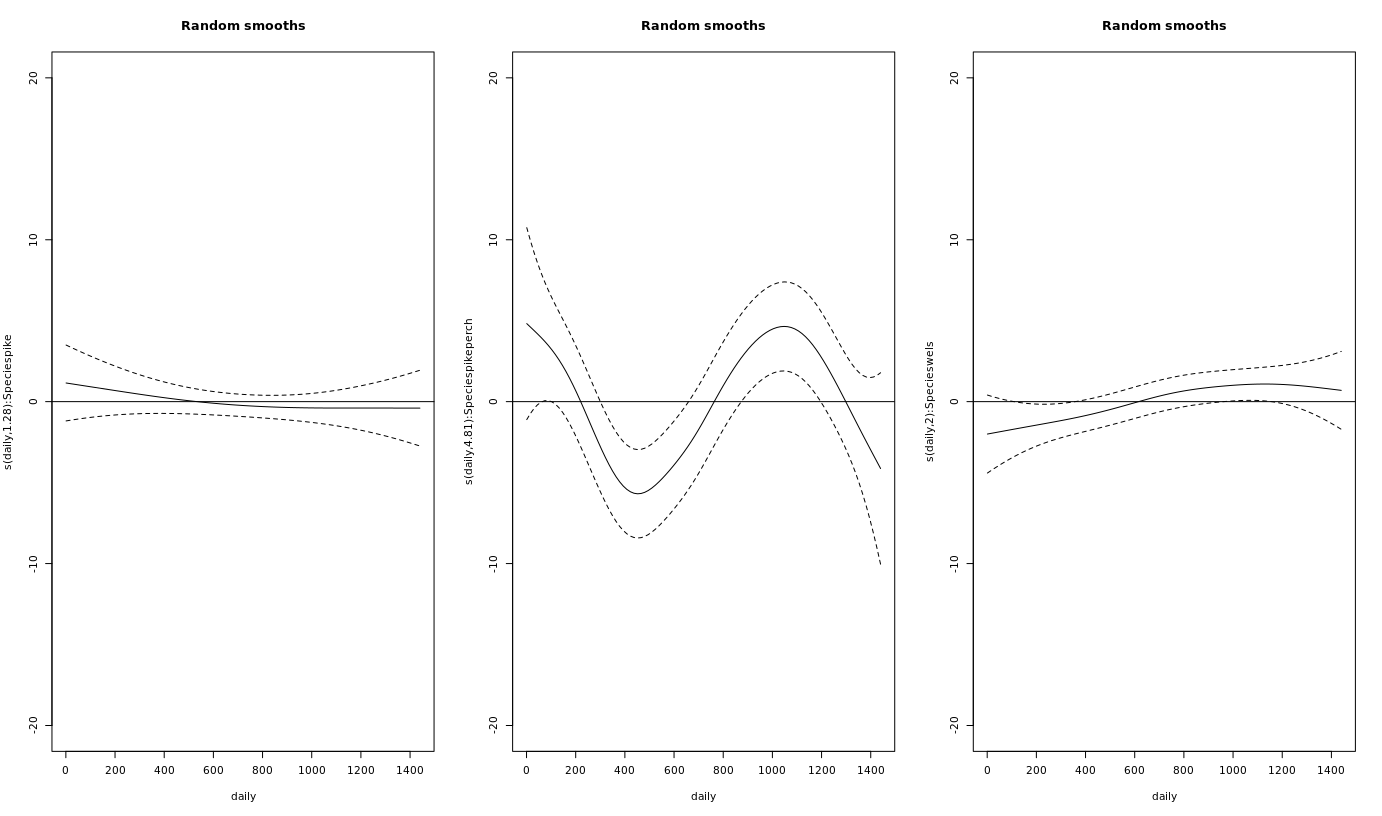 Random smooths
s(daily,1.28):Speciespike
20
10
0
-10
-20
0 200 400 600 800 1000 1200 1400
daily
Random smooths
s(daily,4.81):Speciespikeperch
20
10
0
-10
-20
0 200 400 600 800 1000 1200 1400
daily
Random smooths
s(daily,2):Specieswels
20
10
0
-10
-20
0 200 400 600 800 1000 1200 1400
daily